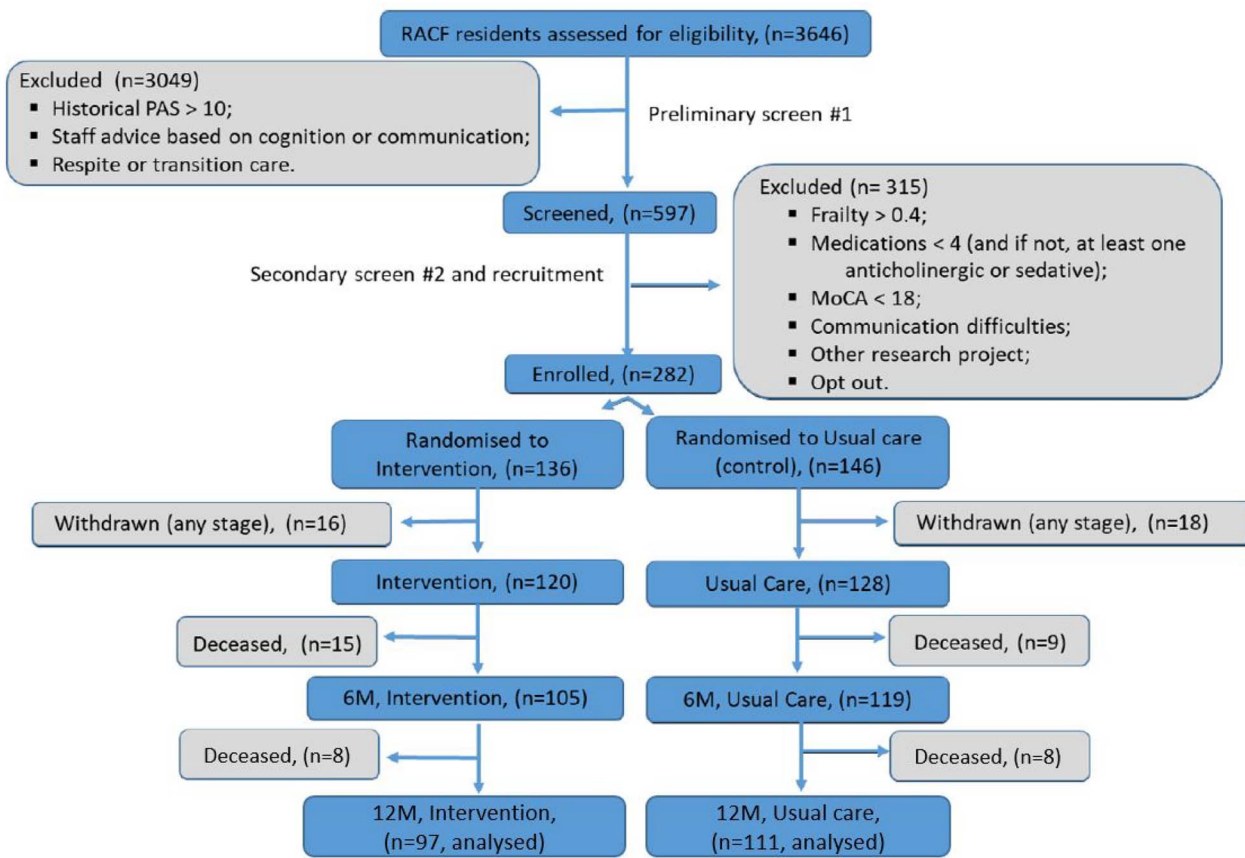 RACF residents assessed for eligibility, (n=3646)
Excluded (n=3049)
▪ Historical PAS > 10;
▪ Staff advice based on cognition or communication;
▪ Respite or transition care.
Preliminary screen #1
Screened, (n=597)
Excluded (n= 315)
▪ Frailty > 0.4;
▪ Medications < 4 (and if not, at least one
anticholinergic or sedative);
▪ MoCA < 18;
▪ Communication difficulties;
▪ Other research project;
▪ Opt out.
Secondary screen #2 and recruitment
Enrolled, (n=282)
Randomised to
Intervention, (n=136)
Randomised to Usual care
(control), (n=146)
Withdrawn (any stage), (n=16)
Withdrawn (any stage), (n=18)
Intervention, (n=120)
Usual Care, (n=128)
Deceased, (n=15)
Deceased, (n=9)
6M, Intervention, (n=105)
6M, Usual Care, (n=119)
Deceased, (n=8)
Deceased, (n=8)
12M, Intervention,
(n=97, analysed)
12M, Usual care,
(n=111, analysed)